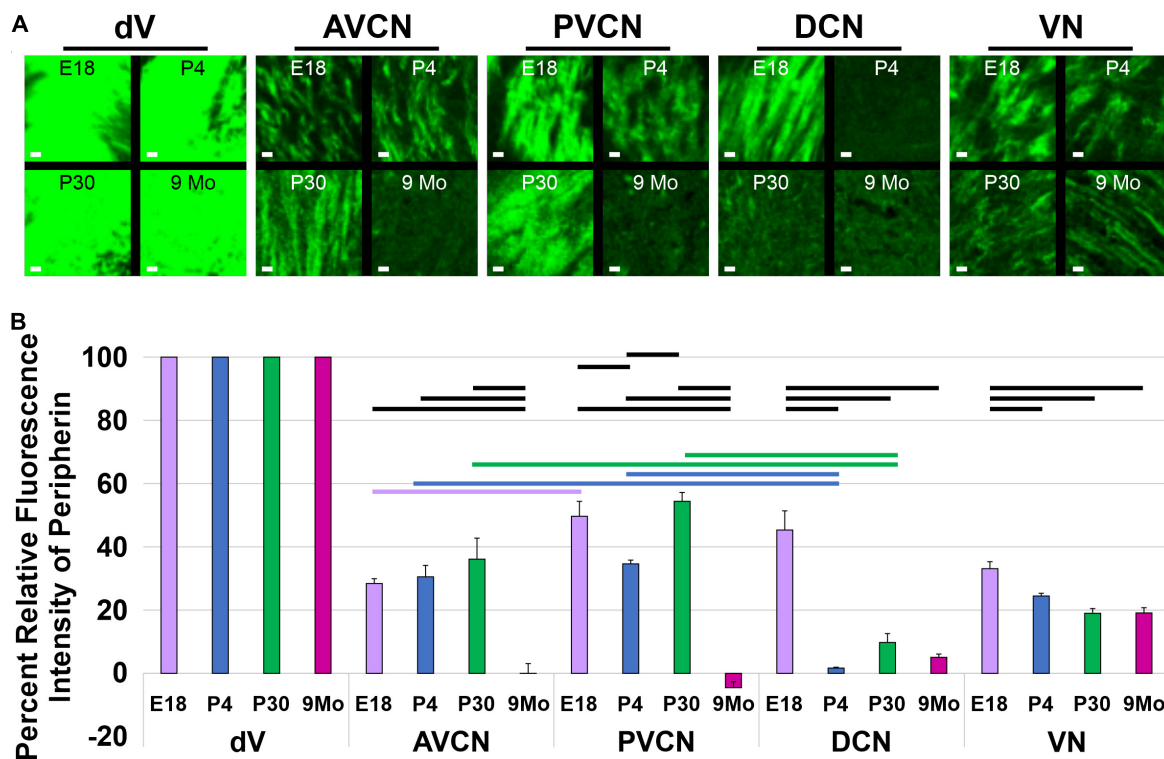 A
dV AVCN PVCN DCN VN
E18 P4 E18 P4 E18 P4 E18 P4 E18 P4
P30 9 Mo P30 9 Mo P30 9 Mo P30 9 Mo P30 9 Mo
B
Percent Relative Fluorescence
Intensity of Peripherin
100
80
60
40
20
0
-20
E18 P4 P30 9Mo E18 P4 P30 9Mo E18 P4 P30 9Mo E18 P4 P30 9Mo E18 P4 P30 9Mo
dV AVCN PVCN DCN VN